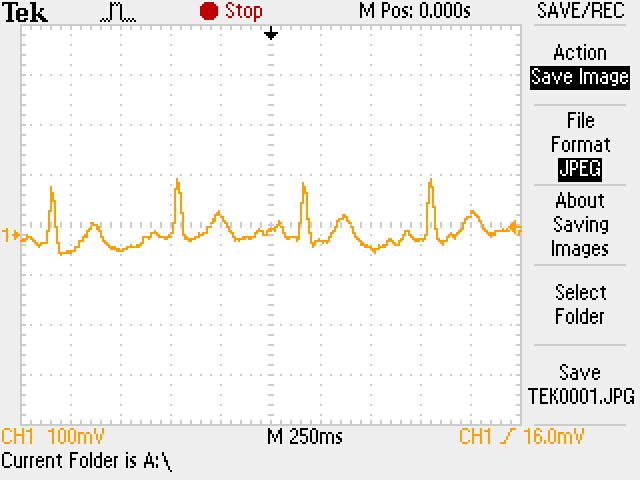 Tek Stop M Pos: 0.000s SAVE/REC
Action
Save Image
File
Format
JPEG
About
Saving
Images
Select
Folder
Save
TEK0001.JPG
1
CH1 100mV M 250ms CH1 16.0mV
Current Folder is A:\